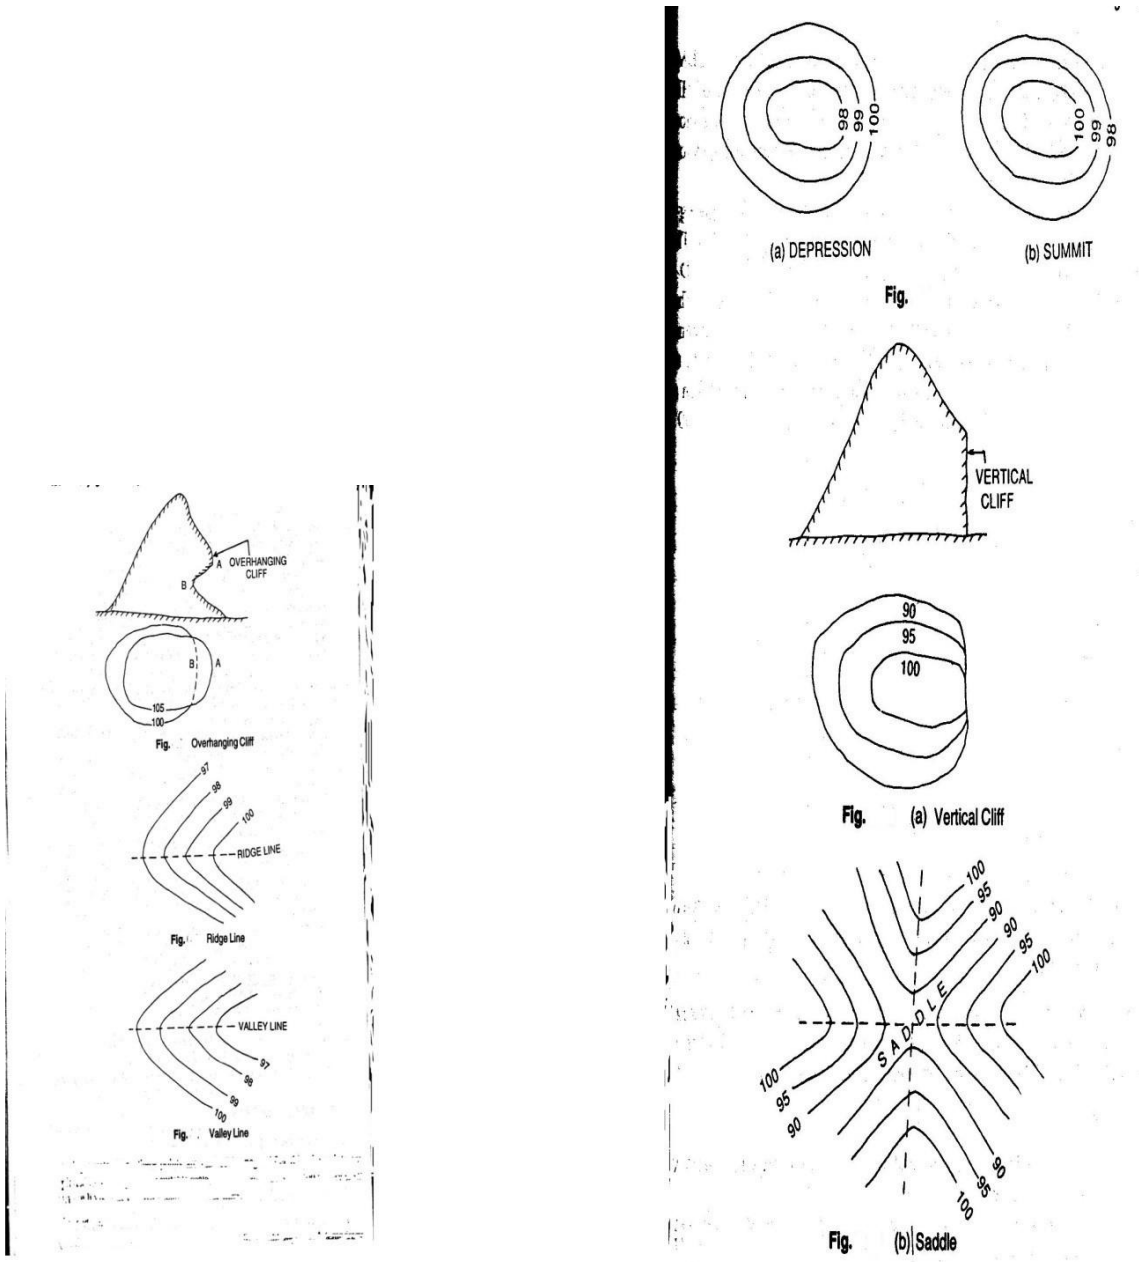 OVERHANGING
CLIFF
A
B
B
A
105
100
Fig. Overhanging Cliff
97
98
99
100
RIDGE LINE
Fig. Ridge Line
VALLEY LINE
97
98
99
100
Fig. Valley Line
98
99
100
100
99
98
(a) DEPRESSION
(b) SUMMIT
Fig.
VERTICAL
CLIFF
90
95
100
Fig. (a) Vertical Cliff
100
95
90
90
95
100
SADDLE
100
95
90
90
95
100
Fig. (b) Saddle